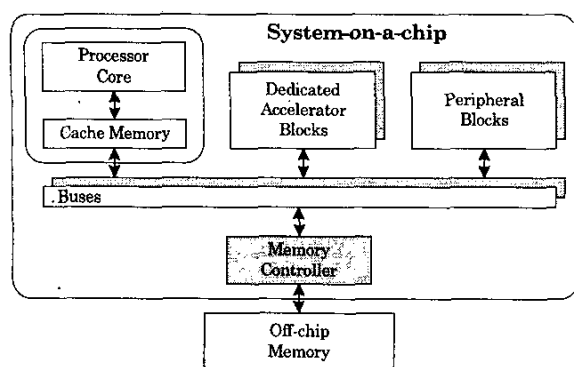 System-on-a-chip
Processor
Core
Cache Memory
Dedicated
Accelerator
Blocks
Peripheral
Blocks
Buses
Memory
Controller
Off-chip
Memory